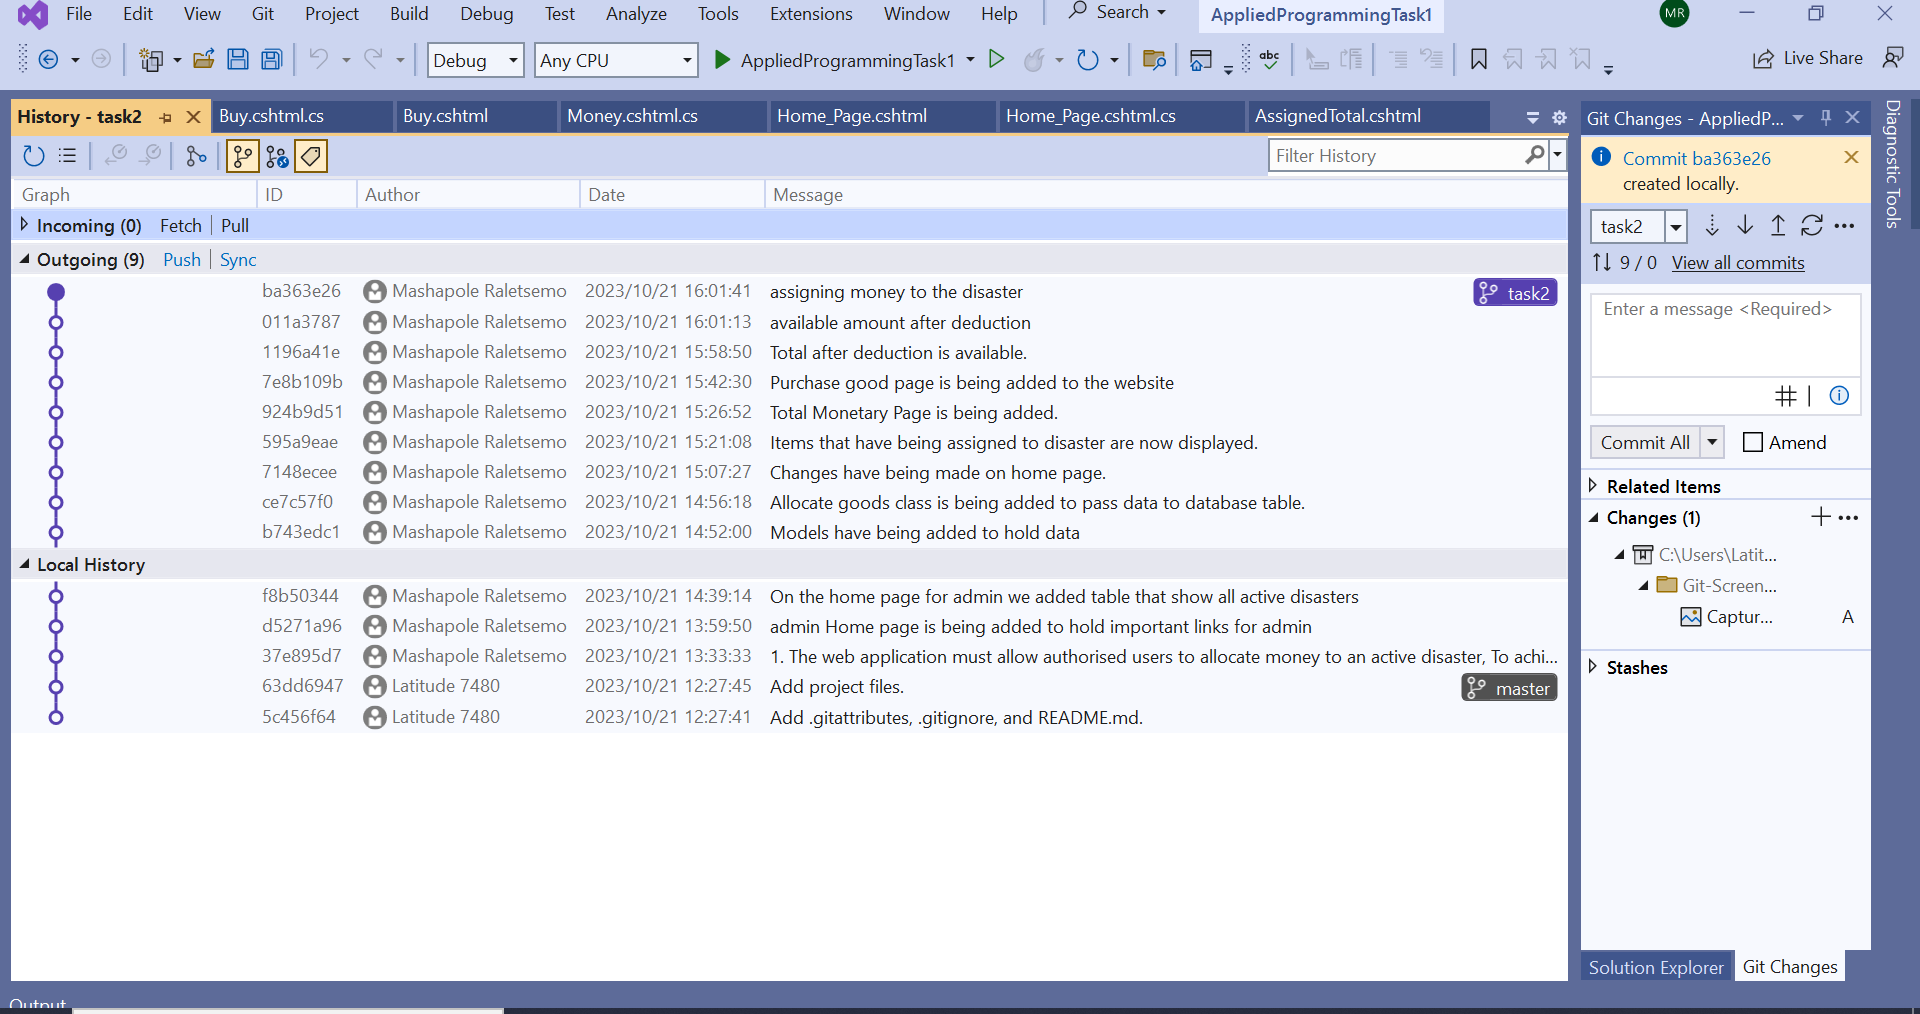 File Edit View Git Project Build Debug Test Analyze Tools Extensions Window Help Search AppliedProgrammingTask1 MR
Debug Any CPU AppliedProgrammingTask1 abc Live Share
History - task2 Buy.cshtml.cs Buy.cshtml Money.cshtml.cs Home_Page.cshtml Home_Page.cshtml.cs AssignedTotal.cshtml
Filter History
Graph ID Author Date Message
Incoming (0) Fetch Pull
Outgoing (9) Push Sync
ba363e26 Mashapole Raletsemo 2023/10/21 16:01:41 assigning money to the disaster task2
011a3787 Mashapole Raletsemo 2023/10/21 16:01:13 available amount after deduction
1196a41e Mashapole Raletsemo 2023/10/21 15:58:50 Total after deduction is available.
7e8b109b Mashapole Raletsemo 2023/10/21 15:42:30 Purchase good page is being added to the website
924b9d51 Mashapole Raletsemo 2023/10/21 15:26:52 Total Monetary Page is being added.
595a9eae Mashapole Raletsemo 2023/10/21 15:21:08 Items that have being assigned to disaster are now displayed.
7148ecee Mashapole Raletsemo 2023/10/21 15:07:27 Changes have being made on home page.
ce7c57f0 Mashapole Raletsemo 2023/10/21 14:56:18 Allocate goods class is being added to pass data to database table.
b743edc1 Mashapole Raletsemo 2023/10/21 14:52:00 Models have being added to hold data
Local History
f8b50344 Mashapole Raletsemo 2023/10/21 14:39:14 On the home page for admin we added table that show all active disasters
d5271a96 Mashapole Raletsemo 2023/10/21 13:59:50 admin Home page is being added to hold important links for admin
37e895d7 Mashapole Raletsemo 2023/10/21 13:33:33 1. The web application must allow authorised users to allocate money to an active disaster, To achi...
63dd6947 Latitude 7480 2023/10/21 12:27:45 Add project files. master
5c456f64 Latitude 7480 2023/10/21 12:27:41 Add .gitattributes, .gitignore, and README.md.
Git Changes - AppliedP...
Commit ba363e26
created locally.
task2
9 / 0 View all commits
Enter a message <Required>
Commit All Amend
Related Items
Changes (1)
C:\Users\Latit...
Git-Screen...
Captur... A
Stashes
Solution Explorer Git Changes
Diagnostic Tools
Output